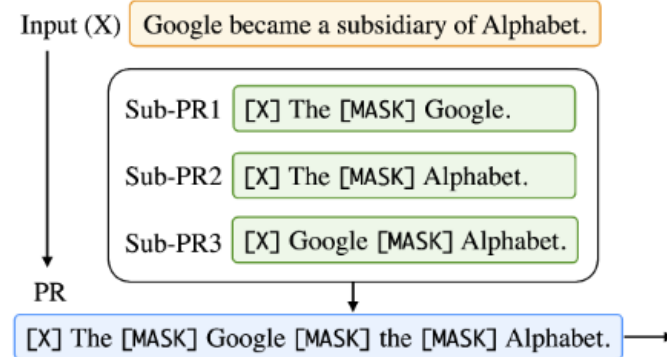 Input (X) Google became a subsidiary of Alphabet.
Sub-PR1 [X] The [MASK] Google.
Sub-PR2 [X] The [MASK] Alphabet.
Sub-PR3 [X] Google [MASK] Alphabet.
PR
[X] The [MASK] Google [MASK] the [MASK] Alphabet.